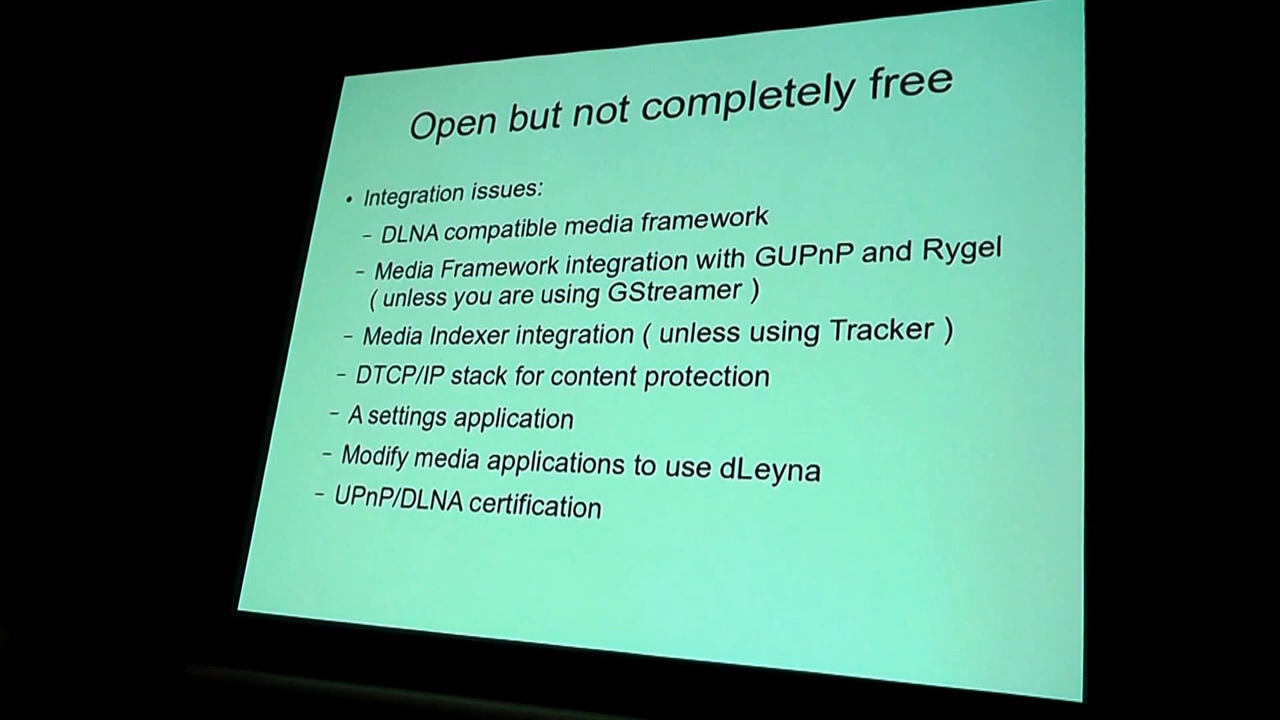 Open but not completely free
• Integration issues:
– DLNA compatible media framework
– Media Framework integration with GUPnP and Rygel
( unless you are using GStreamer )
– Media Indexer integration ( unless using Tracker )
– DTCP/IP stack for content protection
– A settings application
– Modify media applications to use dLeyna
– UPnP/DLNA certification